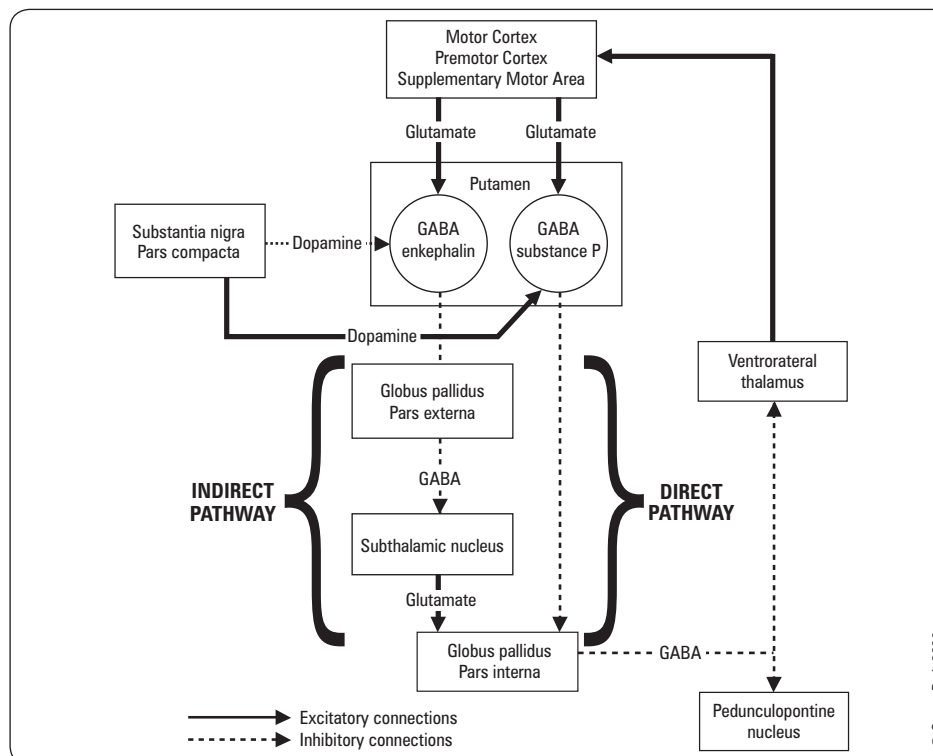 Motor Cortex
Premotor Cortex
Supplementary Motor Area
Glutamate
Glutamate
Putamen
GABA
enkephalin
GABA
substance P
Substantia nigra
Pars compacta
Dopamine
Dopamine
Ventrorateral
thalamus
Globus pallidus
Pars externa
GABA
INDIRECT
PATHWAY
DIRECT
PATHWAY
Subthalamic nucleus
Glutamate
Globus pallidus
Pars interna
GABA
Pedunculopontine
nucleus
Excitatory connections
Inhibitory connections